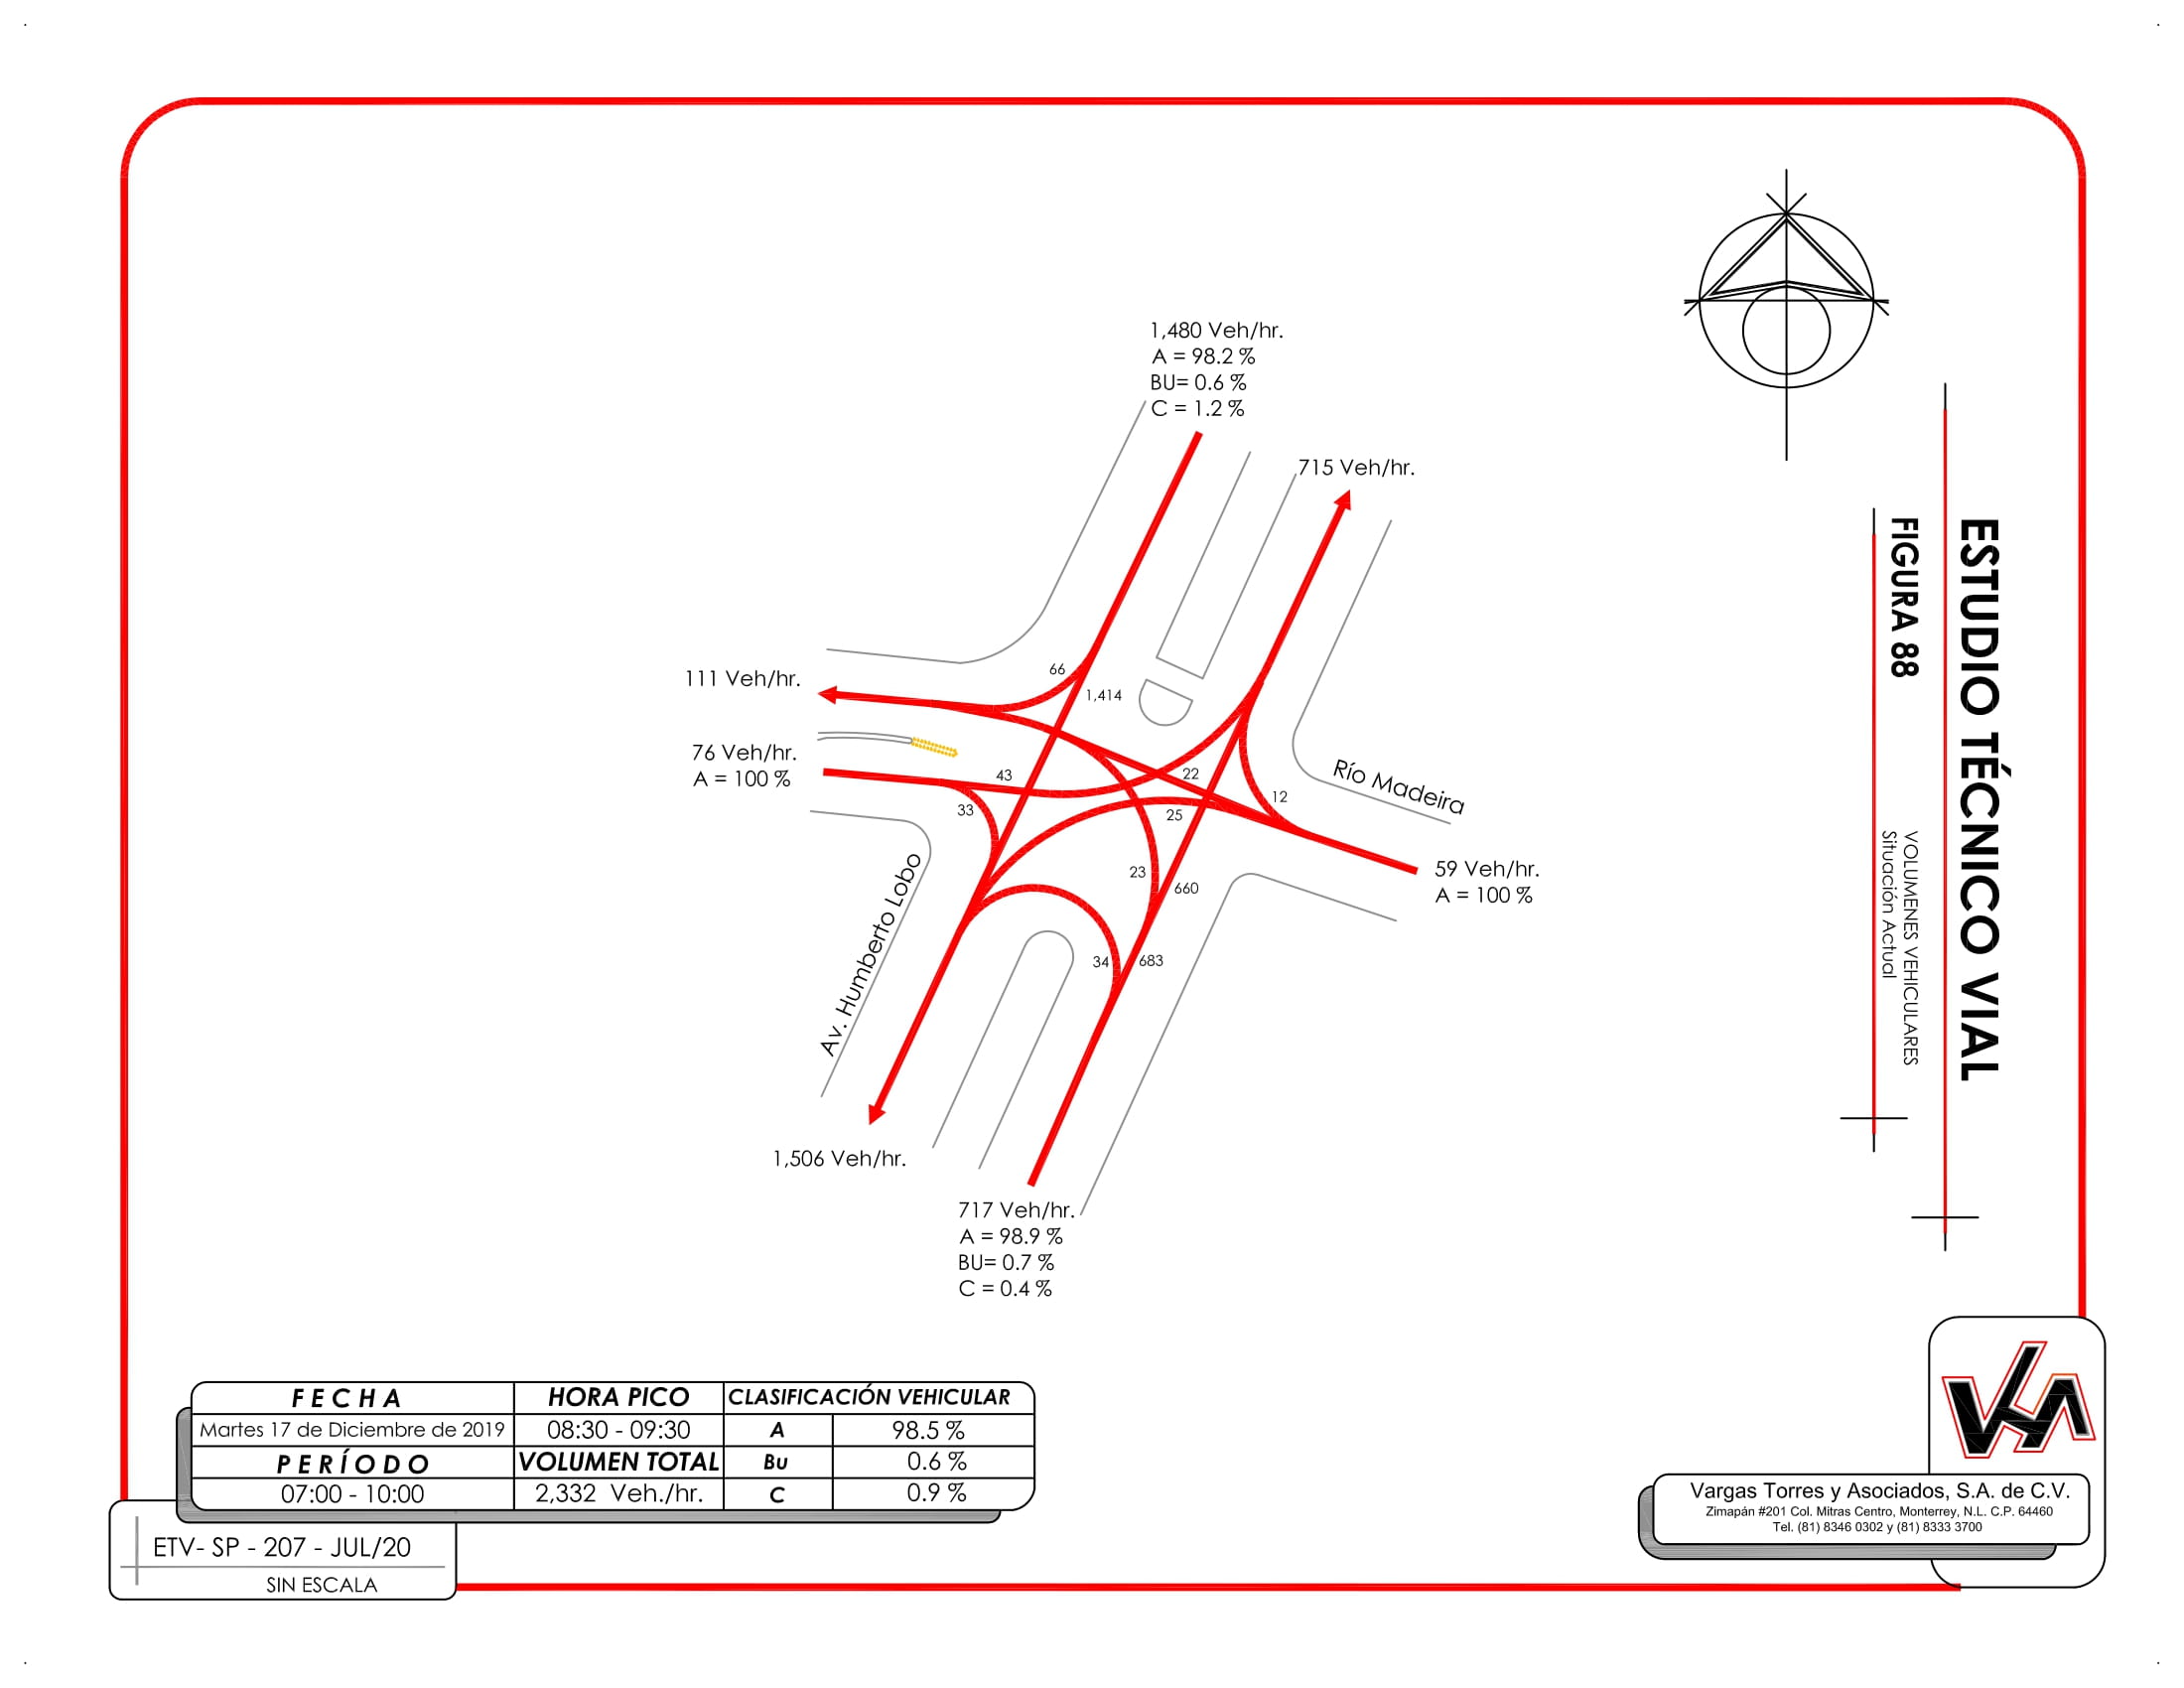 1,480 Veh/hr.
A = 98.2 %
BU= 0.6 %
C = 1.2 %
715 Veh/hr.
66
1,414
111 Veh/hr.
76 Veh/hr.
A = 100 %
43
33
22
12
25
Río Madeira
59 Veh/hr.
A = 100 %
23
660
34
683
Av. Humberto Lobo
1,506 Veh/hr.
717 Veh/hr.
A = 98.9 %
BU= 0.7 %
C = 0.4 %
ESTUDIO TÉCNICO VIAL
FIGURA 88
VOLUMENES VEHICULARES
Situación Actual
FECHA HORA PICO CLASIFICACIÓN VEHICULAR
Martes 17 de Diciembre de 2019 08:30 - 09:30 A 98.5 %
PERÍODO VOLUMEN TOTAL Bu 0.6 %
07:00 - 10:00 2,332 Veh./hr. C 0.9 %
ETV- SP - 207 - JUL/20
SIN ESCALA
Vargas Torres y Asociados, S.A. de C.V.
Zimapán #201 Col. Mitras Centro, Monterrey, N.L. C.P. 64460
Tel. (81) 8346 0302 y (81) 8333 3700